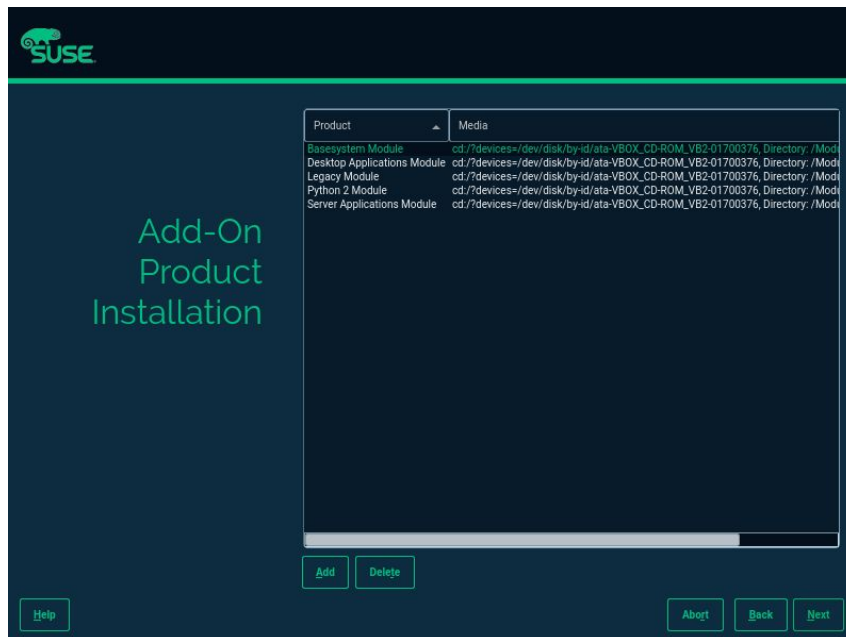 SUSE
Product Media
Basesystem Module cd:/?devices=/dev/disk/by-id/ata-VBOX_CD-ROM_VB2-01700376, Directory: /Modu
Desktop Applications Module cd:/?devices=/dev/disk/by-id/ata-VBOX_CD-ROM_VB2-01700376, Directory: /Modu
Legacy Module cd:/?devices=/dev/disk/by-id/ata-VBOX_CD-ROM_VB2-01700376, Directory: /Modu
Python 2 Module cd:/?devices=/dev/disk/by-id/ata-VBOX_CD-ROM_VB2-01700376, Directory: /Modu
Server Applications Module cd:/?devices=/dev/disk/by-id/ata-VBOX_CD-ROM_VB2-01700376, Directory: /Modu
Add-On
Product
Installation
Add Delete
Help Abort Back Next